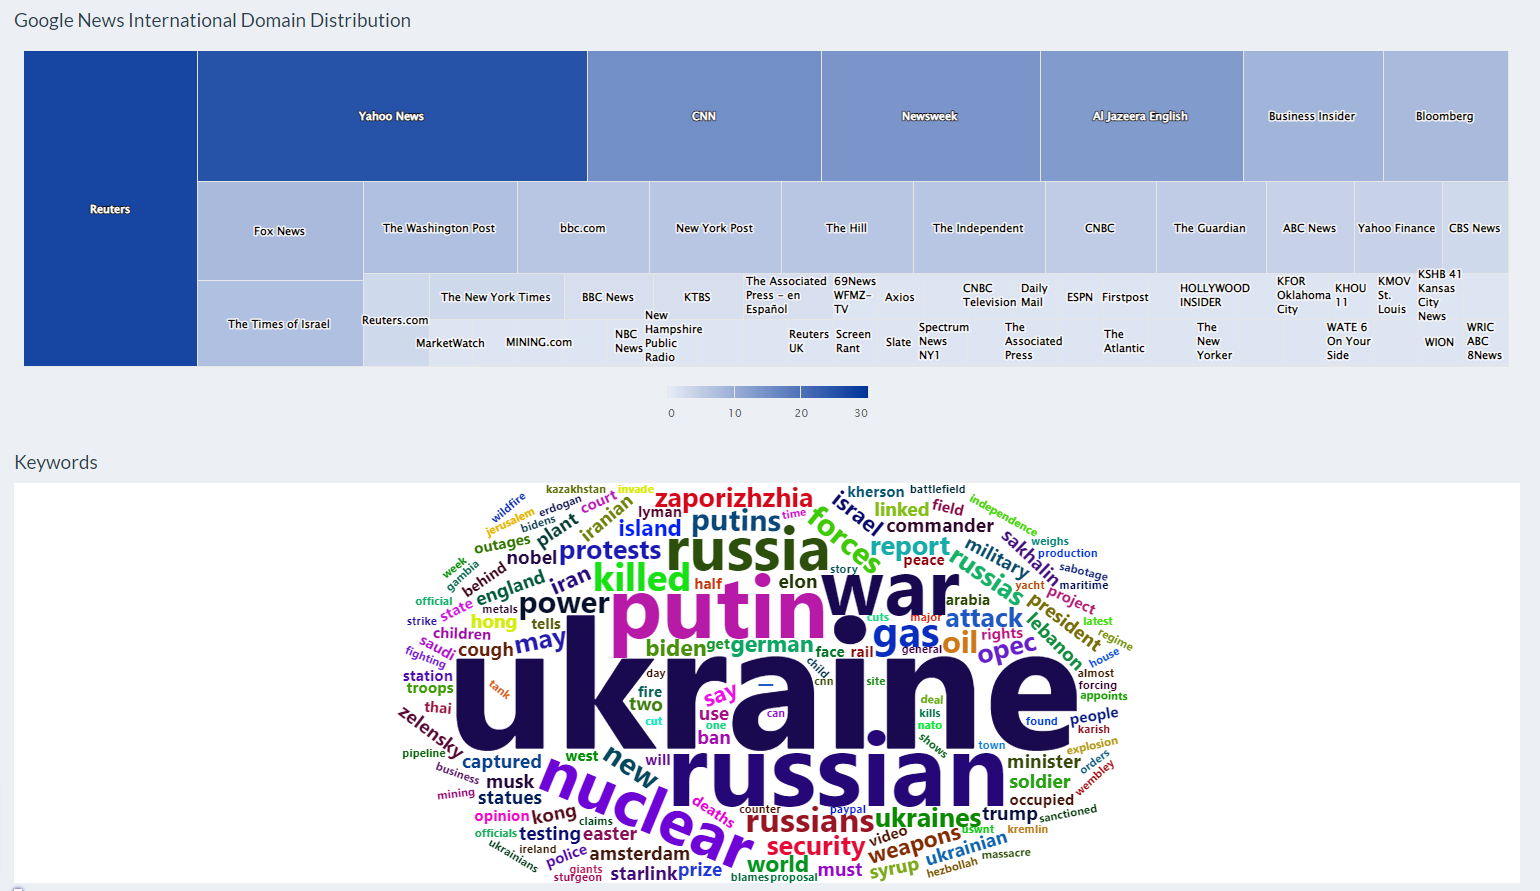 Google News International Domain Distribution
Reuters
Yahoo News
CNN
Newsweek
Al Jazeera English
Business Insider
Bloomberg
Fox News
The Washington Post
bbc.com
New York Post
The Hill
The Independent
CNBC
The Guardian
ABC News
Yahoo Finance
CBS News
The Times of Israel
Reuters.com
The New York Times
BBC News
KTBS
The Associated
Press - en
Español
69News
WFMZ-
TV
Axios
CNBC
Television
Daily
Mail
ESPN
Firstpost
HOLLYWOOD
INSIDER
KFOR
Oklahoma
City
KHOU
11
KMOV
St.
Louis
KSHB 41
Kansas
City
News
MarketWatch
MINING.com
NBC
News
New
Hampshire
Public
Radio
Reuters
UK
Screen
Rant
Slate
Spectrum
News
NY1
The
Associated
Press
The
Atlantic
The
New
Yorker
WATE 6
On Your
Side
WION
WRIC
ABC
8News
0
10
20
30
Keywords
kazakhstan
invade
zaporizhzhia
kherson
battlefield
wildfire
erdogan
court
iranian
lyman
time
israel
linked
field
independence
jerusalem
bidens
plant
island
putins
forces
commander
outages
nobel
protests
russia
report
military
sakhalin
weighs
production
week
gambia
behind
england
iran
killed
half
elon
story
peace
russias
yacht
sabotage
maritime
official
state
metals
power
putin
war
arabia
project
strike
hong
tells
cuts
major
attack
president
latest
regime
children
may
biden
get
german
gas
oil
rights
lebanon
saudi
cough
face
rail
general
opec
house
fighting
station
troops
tank
day
child
cnn
site
almost
forcing
appoints
ukraine
fire
two
say
—
deal
thai
cut
use
one
can
kills
nato
found
people
karish
zelensky
ban
shows
town
explosion
pipeline
captured
west
new
will
russian
minister
orders
business
musk
nuclear
soldier
wembley
mining
statues
deaths
counter
paypal
occupied
opinion
kong
claims
russians
ukraines
trump
sanctioned
officials
testing
easter
video
uswnt
kremlin
ukrainians
ireland
police
amsterdam
security
weapons
ukrainian
massacre
giants
sturgeon
starlink
prize
world
blames
proposal
must
syrup
hezbollah